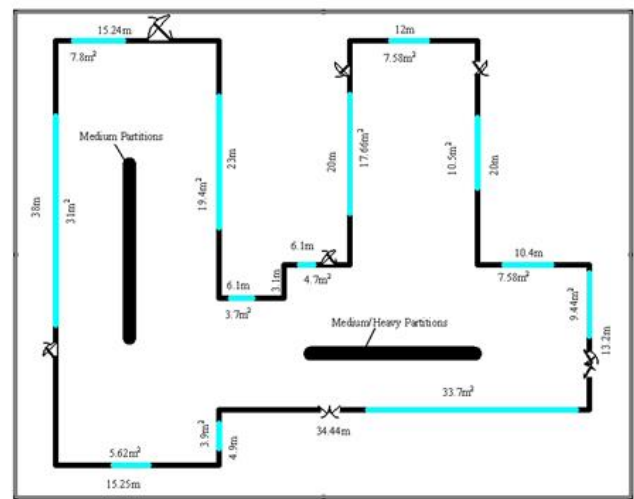 15.24m
7.8m²
12m
7.58m²
Medium Partitions
38m
31m²
23m
19.4m²
20m
17.66m²
10.5m²
20m
6.1m
4.7m²
3.1m
6.1m
3.7m²
10.4m
7.58m²
9.44m²
13.2m
Medium/Heavy Partitions
33.7m²
34.44m
3.9m²
4.9m
5.62m²
15.25m